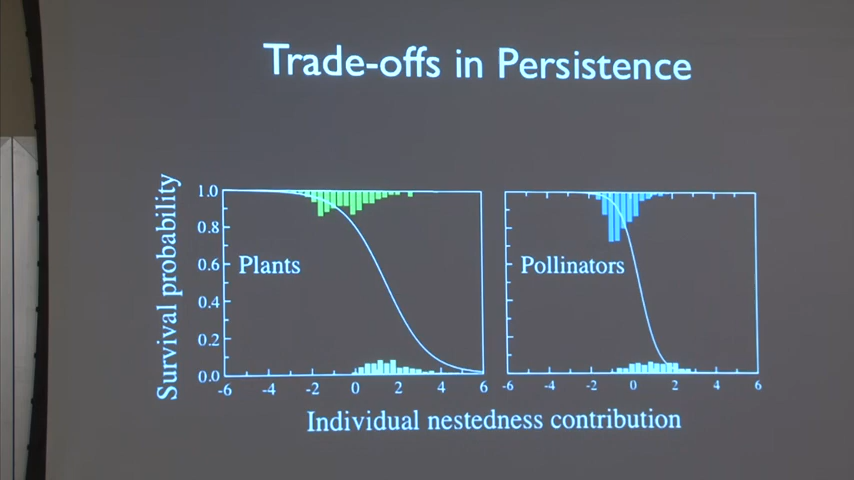 Trade-offs in Persistence
Survival probability
1.0
0.8
0.6
0.4
0.2
0.0
Plants
-6 -4 -2 0 2 4 6
Pollinators
-6 -4 -2 0 2 4 6
Individual nestedness contribution